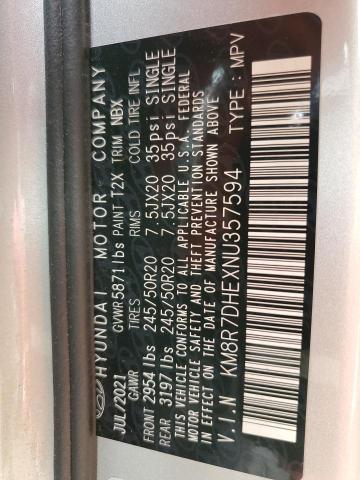 HYUNDAI MOTOR COMPANY
JUL/2021 GVWR 5871 lbs PAINT T2X TRIM NBX
GAWR TIRES RIMS COLD TIRE INFL
FRONT 2954 lbs 245/50R20 7.5JX20 35psi SINGLE
REAR 3197 lbs 245/50R20 7.5JX20 35psi SINGLE
THIS VEHICLE CONFORMS TO ALL APPLICABLE U.S.A. FEDERAL
MOTOR VEHICLE SAFETY AND THEFT PREVENTION STANDARDS
IN EFFECT ON THE DATE OF MANUFACTURE SHOWN ABOVE
V.I.N KM8R7DHEXNU357594 TYPE : MPV